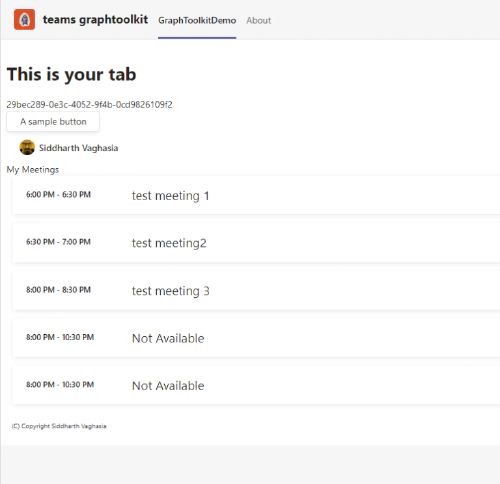 teams graphtoolkit GraphToolkitDemo About
This is your tab
29bec289-0e3c-4052-9f4b-0cd9826109f2
A sample button
Siddharth Vaghasia
My Meetings
6:00 PM - 6:30 PM test meeting 1
6:30 PM - 7:00 PM test meeting2
8:00 PM - 8:30 PM test meeting 3
8:00 PM - 10:30 PM Not Available
8:00 PM - 10:30 PM Not Available
(C) Copyright Siddharth Vaghasia